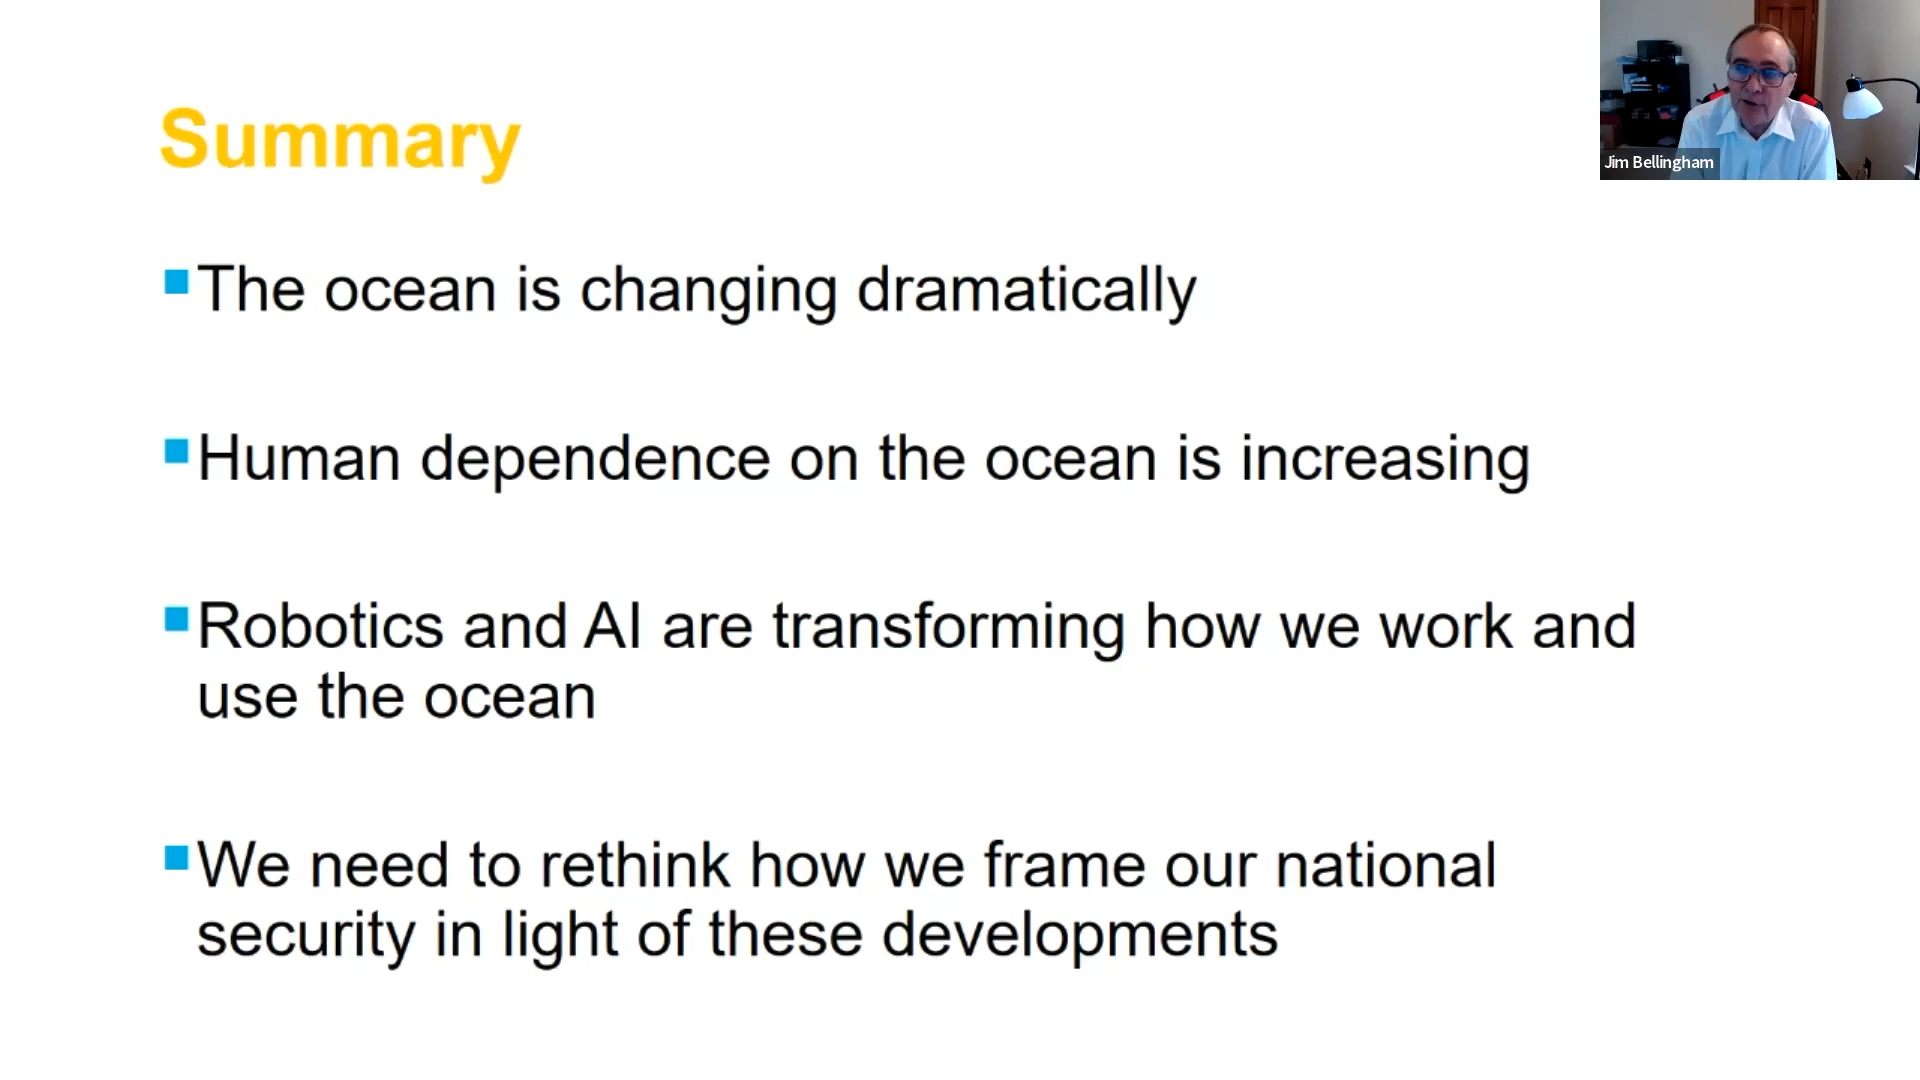 Summary
Jim Bellingham
The ocean is changing dramatically
Human dependence on the ocean is increasing
Robotics and AI are transforming how we work and
use the ocean
We need to rethink how we frame our national
security in light of these developments